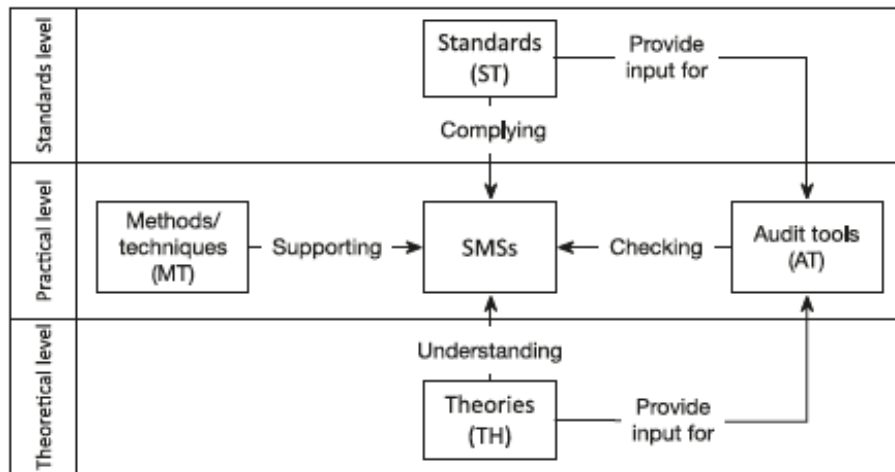 Standards level
Standards
(ST)
Provide
input for
Complying
Practical level
Methods/
techniques
(MT)
Supporting
SMSs
Checking
Audit tools
(AT)
Theoretical level
Understanding
Theories
(TH)
Provide
input for